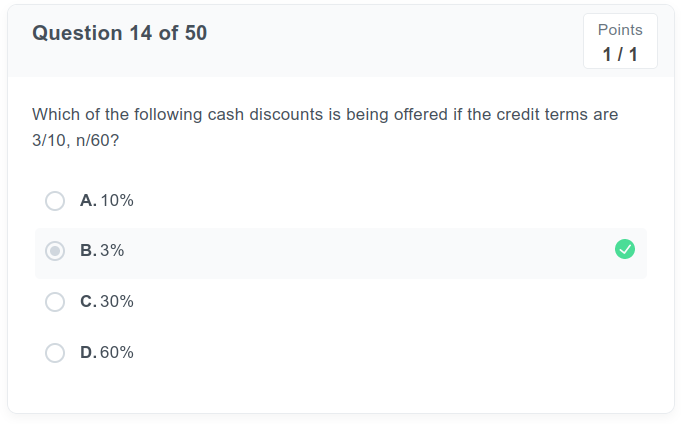 Question 14 of 50
Points
1 / 1
Which of the following cash discounts is being offered if the credit terms are
3/10, n/60?
A. 10%
B. 3%
C. 30%
D. 60%